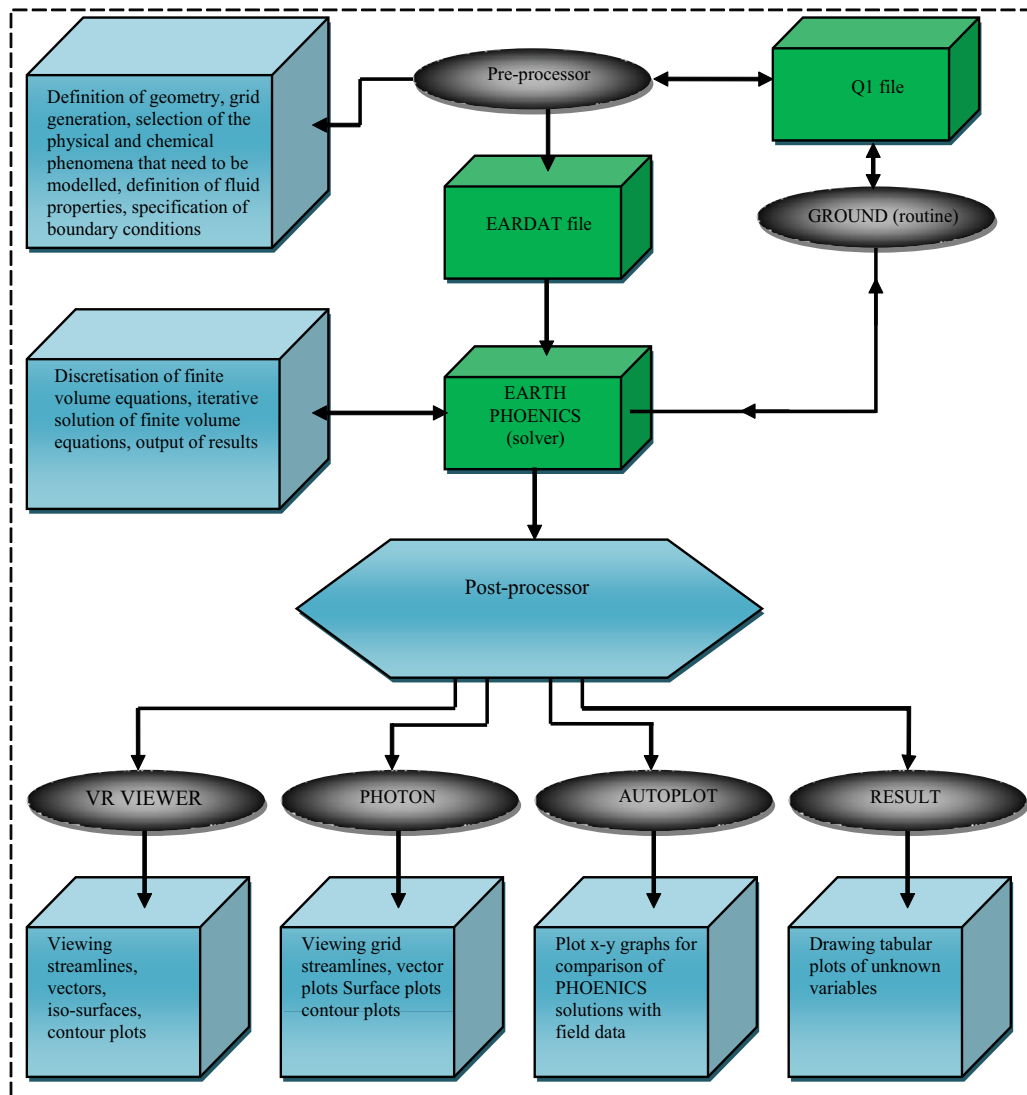 Pre-processor
Q1 file
Definition of geometry, grid
generation, selection of the
physical and chemical
phenomena that need to be
modelled, definition of fluid
properties, specification of
boundary conditions
EARDAT file
GROUND (routine)
Discretisation of finite
volume equations, iterative
solution of finite volume
equations, output of results
EARTH
PHOENICS
(solver)
Post-processor
VR VIEWER
PHOTON
AUTOPLOT
RESULT
Viewing
streamlines,
vectors,
iso-surfaces,
contour plots
Viewing grid
streamlines, vector
plots Surface plots
contour plots
Plot x-y graphs for
comparison of
PHOENICS
solutions with
field data
Drawing tabular
plots of unknown
variables